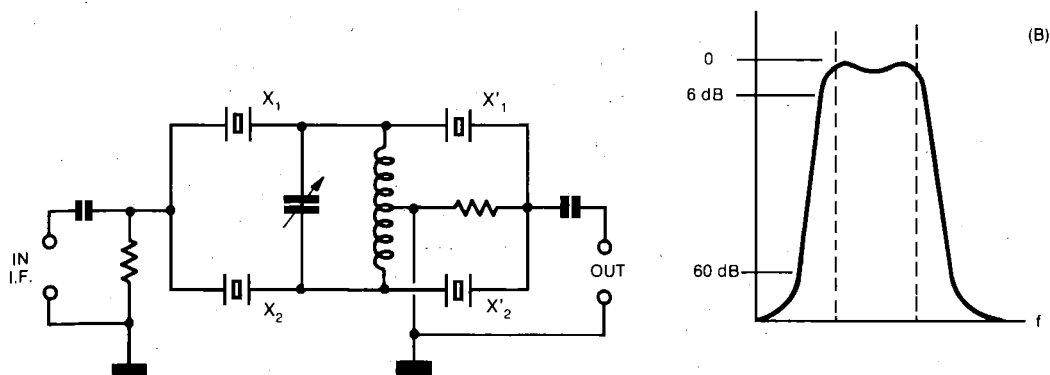 X₁
X'₁
IN
I.F.
X₂
X'₂
OUT
(B)
0
6 dB
60 dB
f